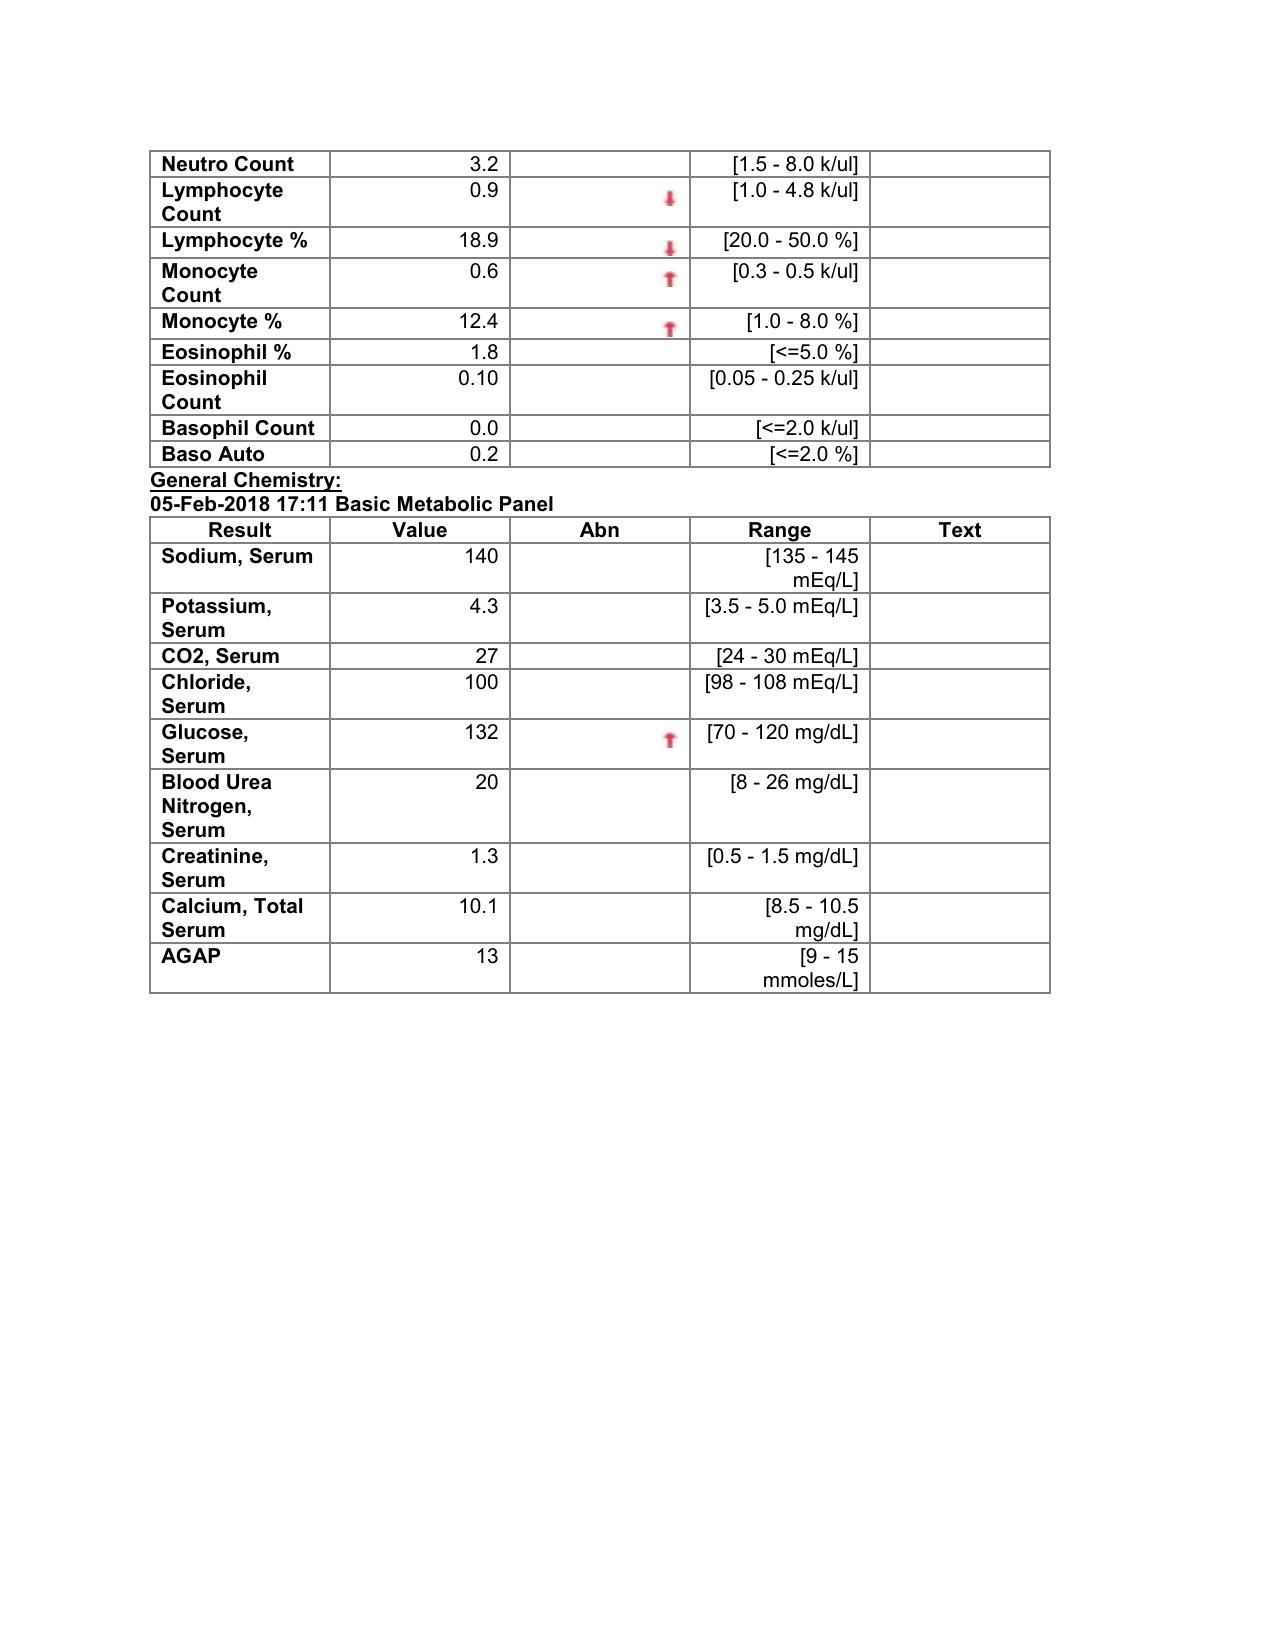 Neutro Count 3.2 [1.5 - 8.0 k/ul]
Lymphocyte 0.9 [1.0 - 4.8 k/ul]
Count
Lymphocyte % 18.9 [20.0 - 50.0 %]
Monocyte 0.6 [0.3 - 0.5 k/ul]
Count
Monocyte % 12.4 [1.0 - 8.0 %]
Eosinophil % 1.8 [<=5.0 %]
Eosinophil 0.10 [0.05 - 0.25 k/ul]
Count
Basophil Count 0.0 [<=2.0 k/ul]
Baso Auto 0.2 [<=2.0 %]
General Chemistry:
05-Feb-2018 17:11 Basic Metabolic Panel
Result Value Abn Range Text
Sodium, Serum 140 [135 - 145
mEq/L]
Potassium, 4.3 [3.5 - 5.0 mEq/L]
Serum
CO2, Serum 27 [24 - 30 mEq/L]
Chloride, 100 [98 - 108 mEq/L]
Serum
Glucose, 132 [70 - 120 mg/dL]
Serum
Blood Urea 20 [8 - 26 mg/dL]
Nitrogen,
Serum
Creatinine, 1.3 [0.5 - 1.5 mg/dL]
Serum
Calcium, Total 10.1 [8.5 - 10.5
Serum mg/dL]
AGAP 13 [9 - 15
mmoles/L]